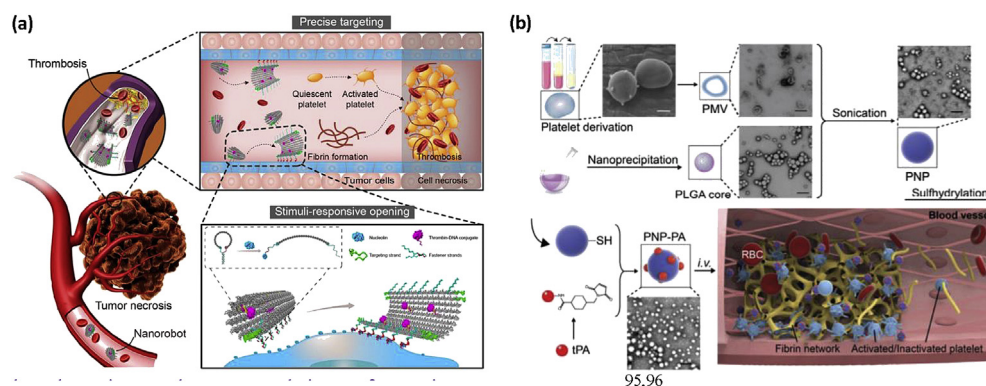 (a)
Precise targeting
Thrombosis
Quiescent
platelet
Activated
platelet
Fibrin formation
Thrombosis
Tumor cells
Cell necrosis
Stimuli-responsive opening
Nucleolin
Thrombin-DNA conjugate
Targeting strand
Fastener strands
Tumor necrosis
Nanorobot
(b)
Platelet derivation
PMV
Sonication
Nanoprecipitation
PLGA core
PNP
Sulfhydrylation
SH
PNP-PA
i.v.
tPA
Blood vesse
RBC
Fibrin network
Activated/Inactivated platelet
95.96